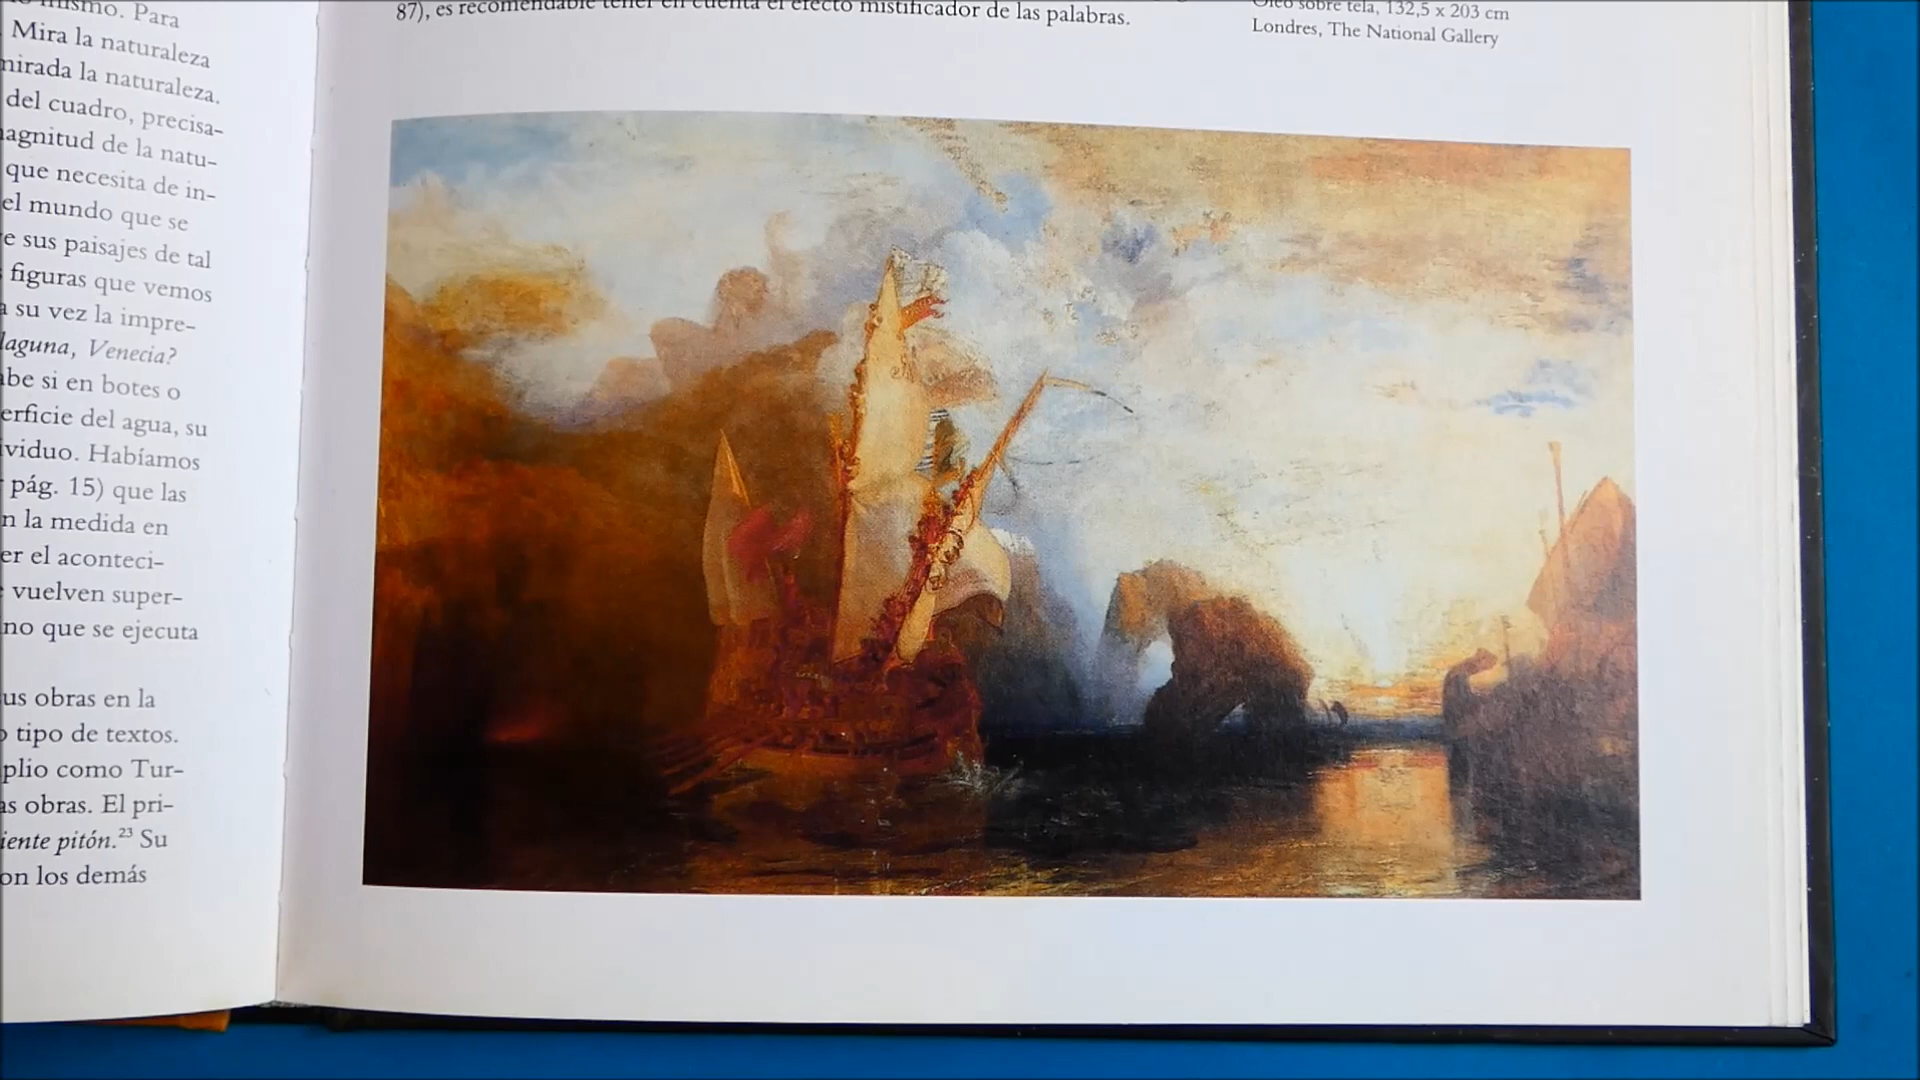 mismo. Para
Mira la naturaleza
mirada la naturaleza.
del cuadro, precisa-
magnitud de la natu-
que necesita de in-
el mundo que se
e sus paisajes de tal
figuras que vemos
a su vez la impre-
laguna, Venecia?
abe si en botes o
erficie del agua, su
viduo. Habíamos
pág. 15) que las
n la medida en
er el aconteci-
vuelven super-
no que se ejecuta
us obras en la
o tipo de textos.
plio como Tur-
as obras. El pri-
iente pitón.23 Su
on los demás
87), es recomendable tener en cuenta el efecto mistificador de las palabras.
Óleo sobre tela, 132,5 x 203 cm
Londres, The National Gallery